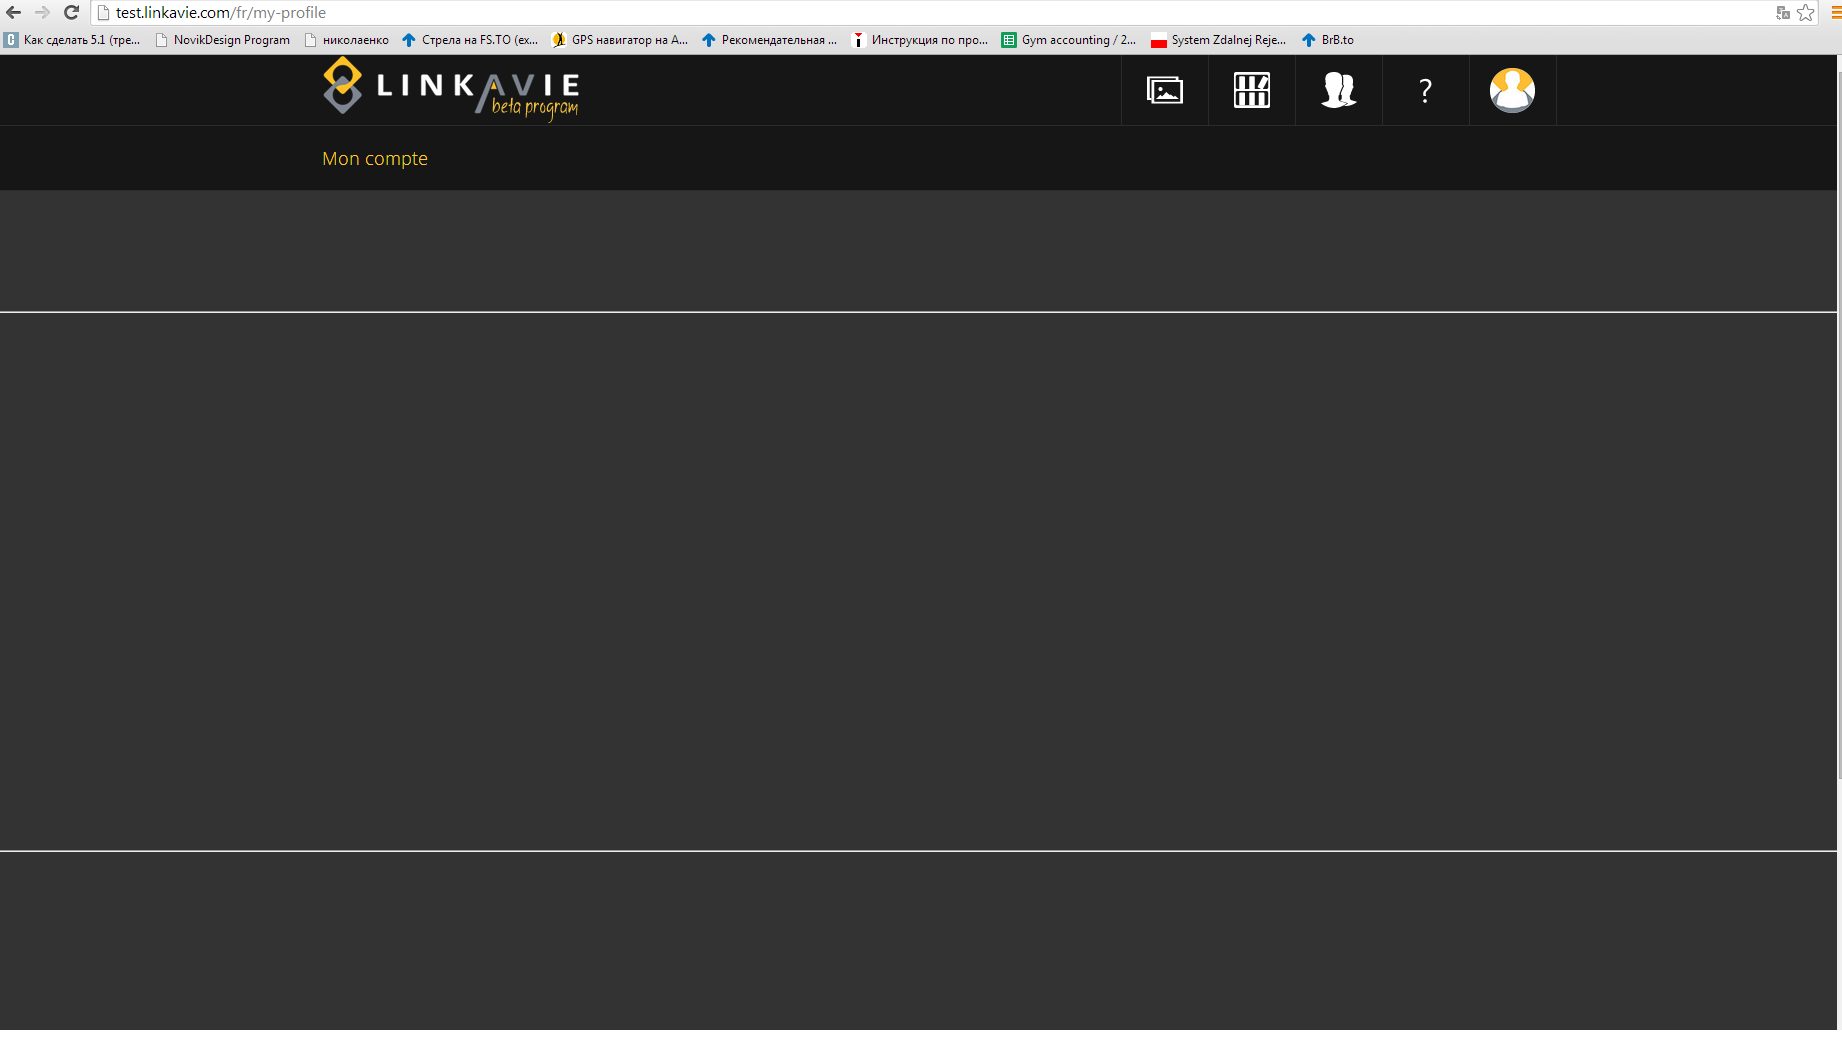 test.linkavie.com/fr/my-profile
Как сделать 5.1 (тре...
NovikDesign Program
николаенко
Стрела на FS.TO (ex...
GPS навигатор на A...
Рекомендательная ...
Инструкция по про...
Gym accounting / 2...
System Zdalnej Reje...
BrB.to
LINKAVIE
beta program
?
Mon compte